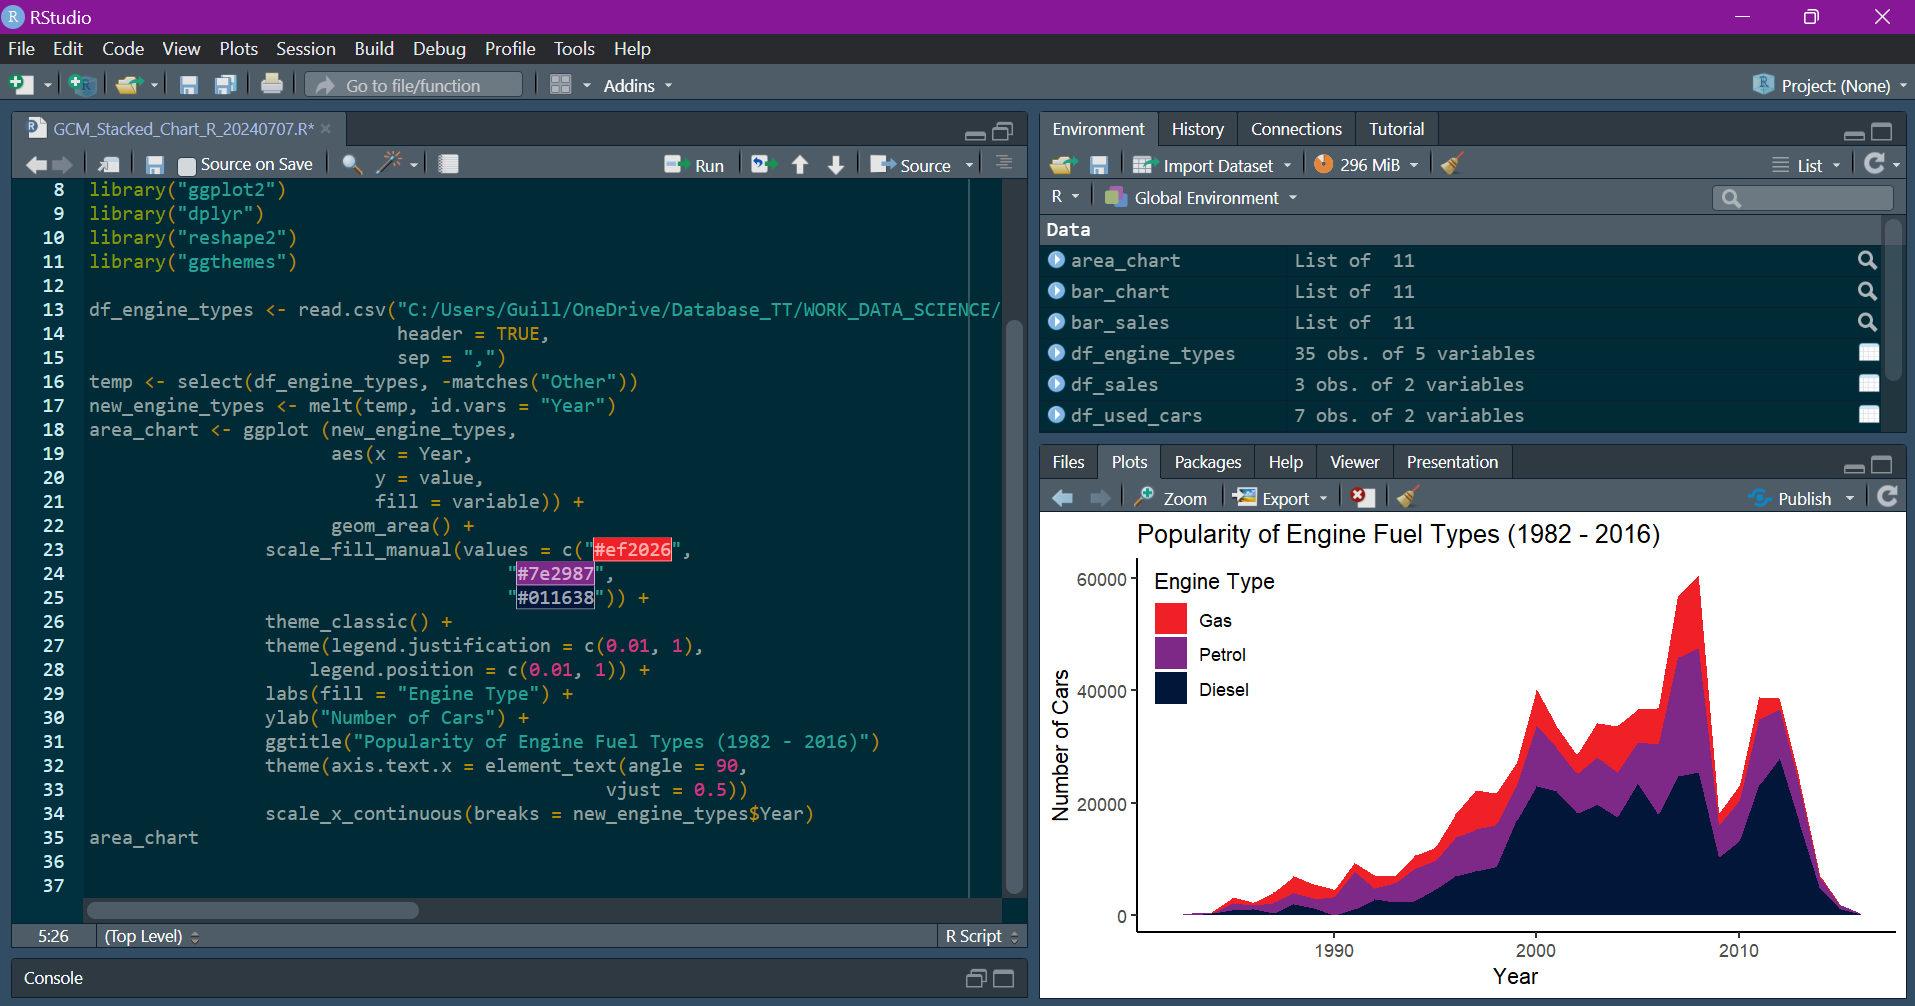 RStudio
File Edit Code View Plots Session Build Debug Profile Tools Help
Go to file/function Addins Project: (None)
GCM_Stacked_Chart_R_20240707.R*
Source on Save Run Source
8 library("ggplot2")
9 library("dplyr")
10 library("reshape2")
11 library("ggthemes")
12
13 df_engine_types <- read.csv("C:/Users/Guill/OneDrive/Database_TT/WORK_DATA_SCIENCE/
14 header = TRUE,
15 sep = ",")
16 temp <- select(df_engine_types, -matches("Other"))
17 new_engine_types <- melt(temp, id.vars = "Year")
18 area_chart <- ggplot (new_engine_types,
19 aes(x = Year,
20 y = value,
21 fill = variable)) +
22 geom_area() +
23 scale_fill_manual(values = c("#ef2026",
24 "#7e2987",
25 "#011638")) +
26 theme_classic() +
27 theme(legend.justification = c(0.01, 1),
28 legend.position = c(0.01, 1)) +
29 labs(fill = "Engine Type") +
30 ylab("Number of Cars") +
31 ggtitle("Popularity of Engine Fuel Types (1982 - 2016)")
32 theme(axis.text.x = element_text(angle = 90,
33 vjust = 0.5))
34 scale_x_continuous(breaks = new_engine_types$Year)
35 area_chart
36
37
5:26 (Top Level) R Script
Console
Environment History Connections Tutorial
Import Dataset 296 MiB List
R Global Environment
Data
area_chart List of 11
bar_chart List of 11
bar_sales List of 11
df_engine_types 35 obs. of 5 variables
df_sales 3 obs. of 2 variables
df_used_cars 7 obs. of 2 variables
Files Plots Packages Help Viewer Presentation
Zoom Export Publish
Popularity of Engine Fuel Types (1982 - 2016)
Engine Type
Gas
Petrol
Diesel
Number of Cars
60000
40000
20000
0
1990 2000 2010
Year